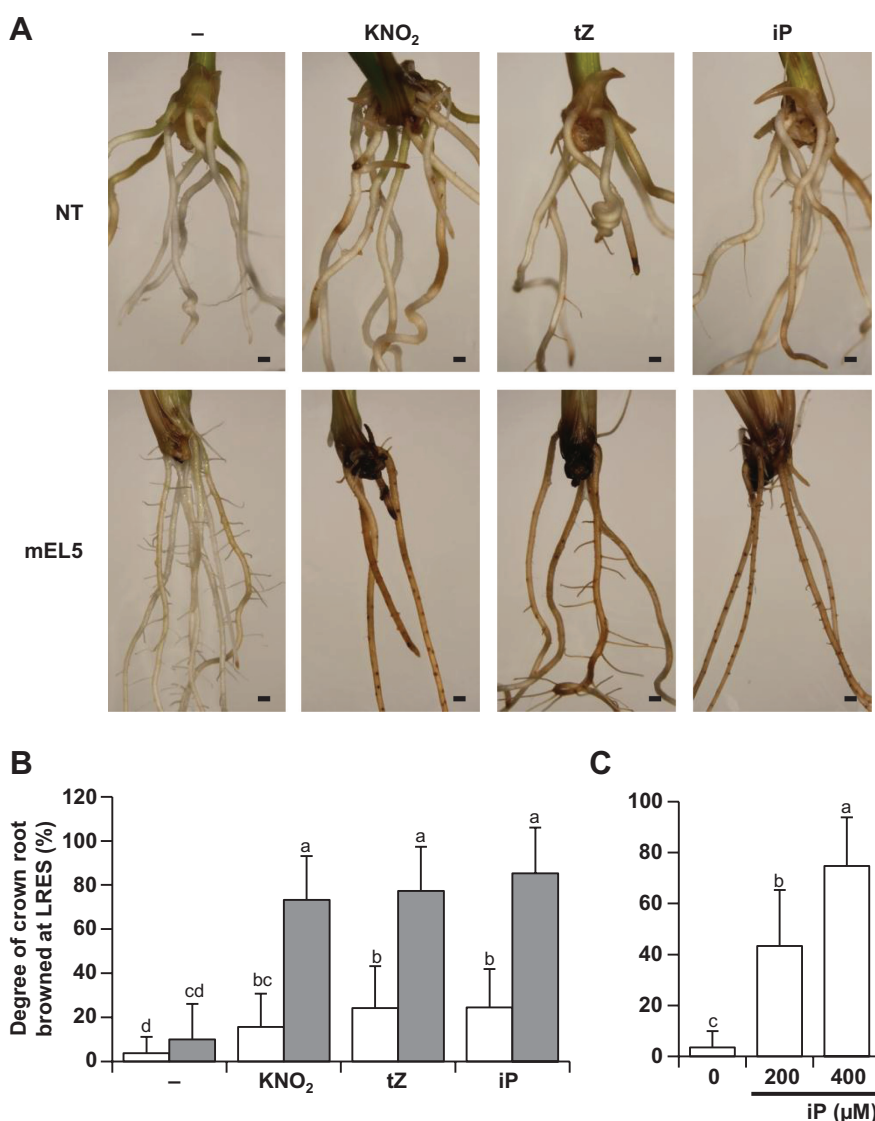 A
– KNO₂ tZ iP
NT
mEL5
B
Degree of crown root
browned at LRES (%)
120
100
80
60
40
20
0
d cd bc a b a b a
– KNO₂ tZ iP
C
100
80
60
40
20
0
c b a
0 200 400
iP (µM)